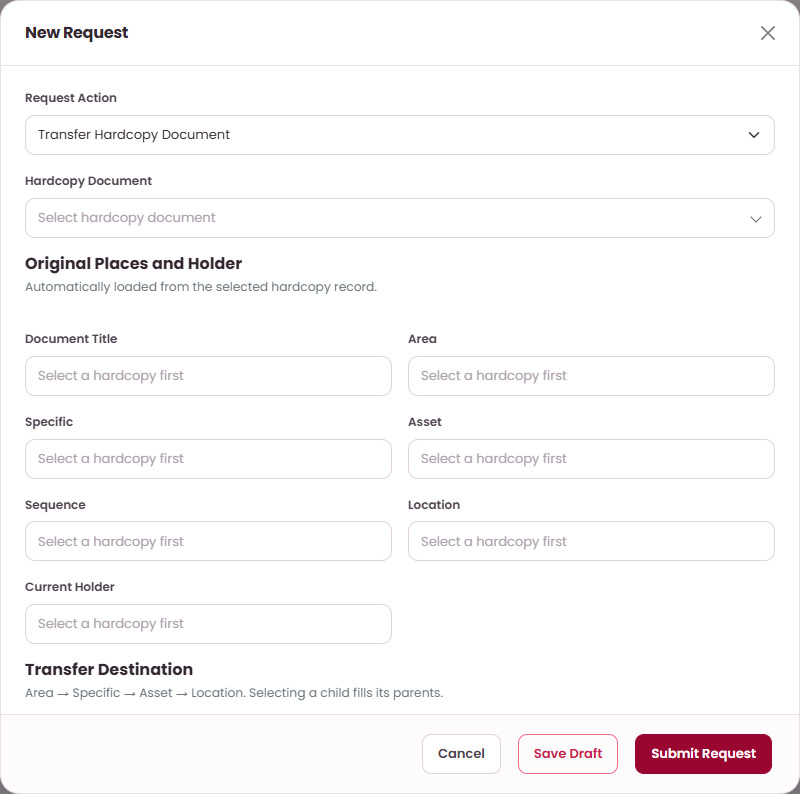 New Request
Request Action
Transfer Hardcopy Document
Hardcopy Document
Select hardcopy document
Original Places and Holder
Automatically loaded from the selected hardcopy record.
Document Title
Area
Select a hardcopy first
Select a hardcopy first
Specific
Asset
Select a hardcopy first
Select a hardcopy first
Sequence
Location
Select a hardcopy first
Select a hardcopy first
Current Holder
Select a hardcopy first
Transfer Destination
Area → Specific → Asset → Location. Selecting a child fills its parents.
Cancel
Save Draft
Submit Request